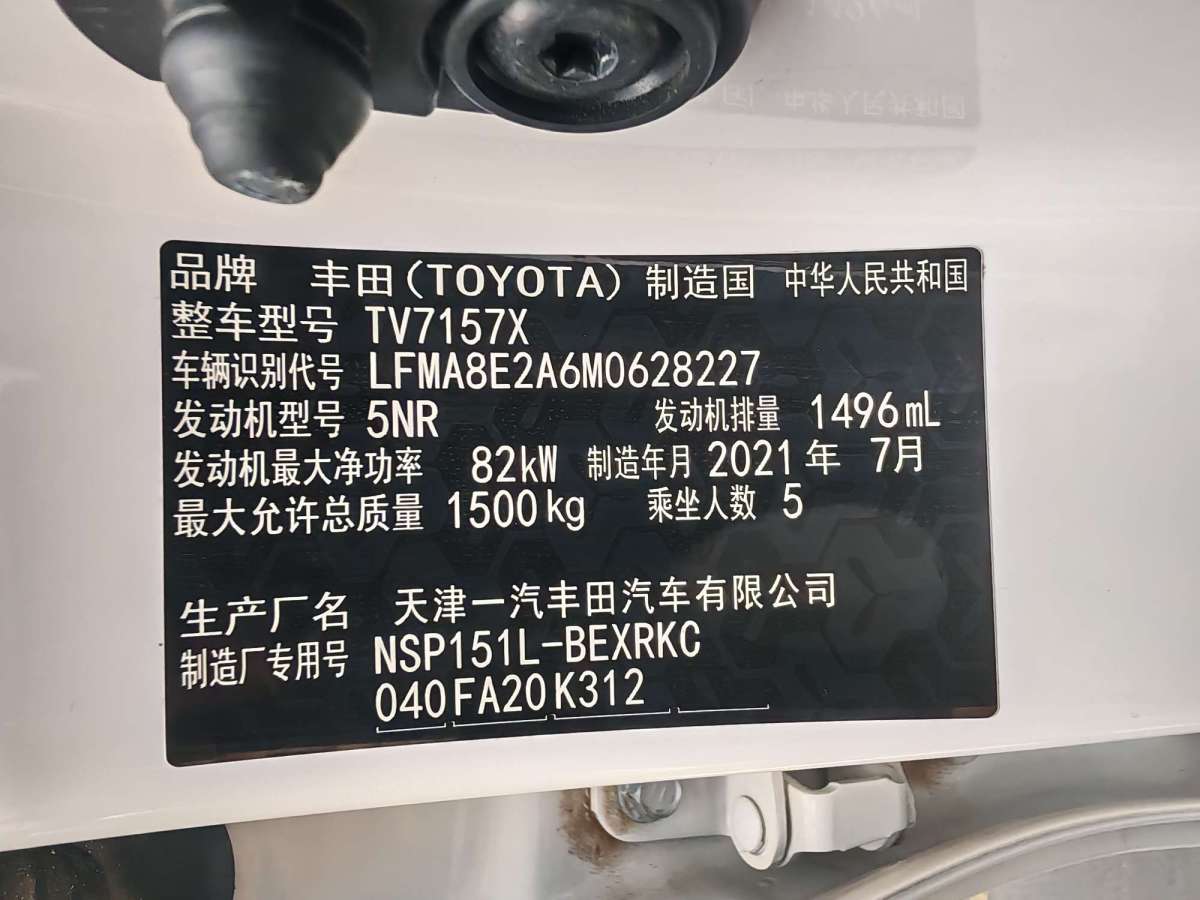 品牌 丰田(TOYOTA) 制造国 中华人民共和国
整车型号 TV7157X
车辆识别代号 LFMA8E2A6M0628227
发动机型号 5NR 发动机排量 1496mL
发动机最大净功率 82kW 制造年月 2021年 7月
最大允许总质量 1500kg 乘坐人数 5
生产厂名 天津一汽丰田汽车有限公司
制造厂专用号 NSP151L-BEXRKC
040 FA20 K312